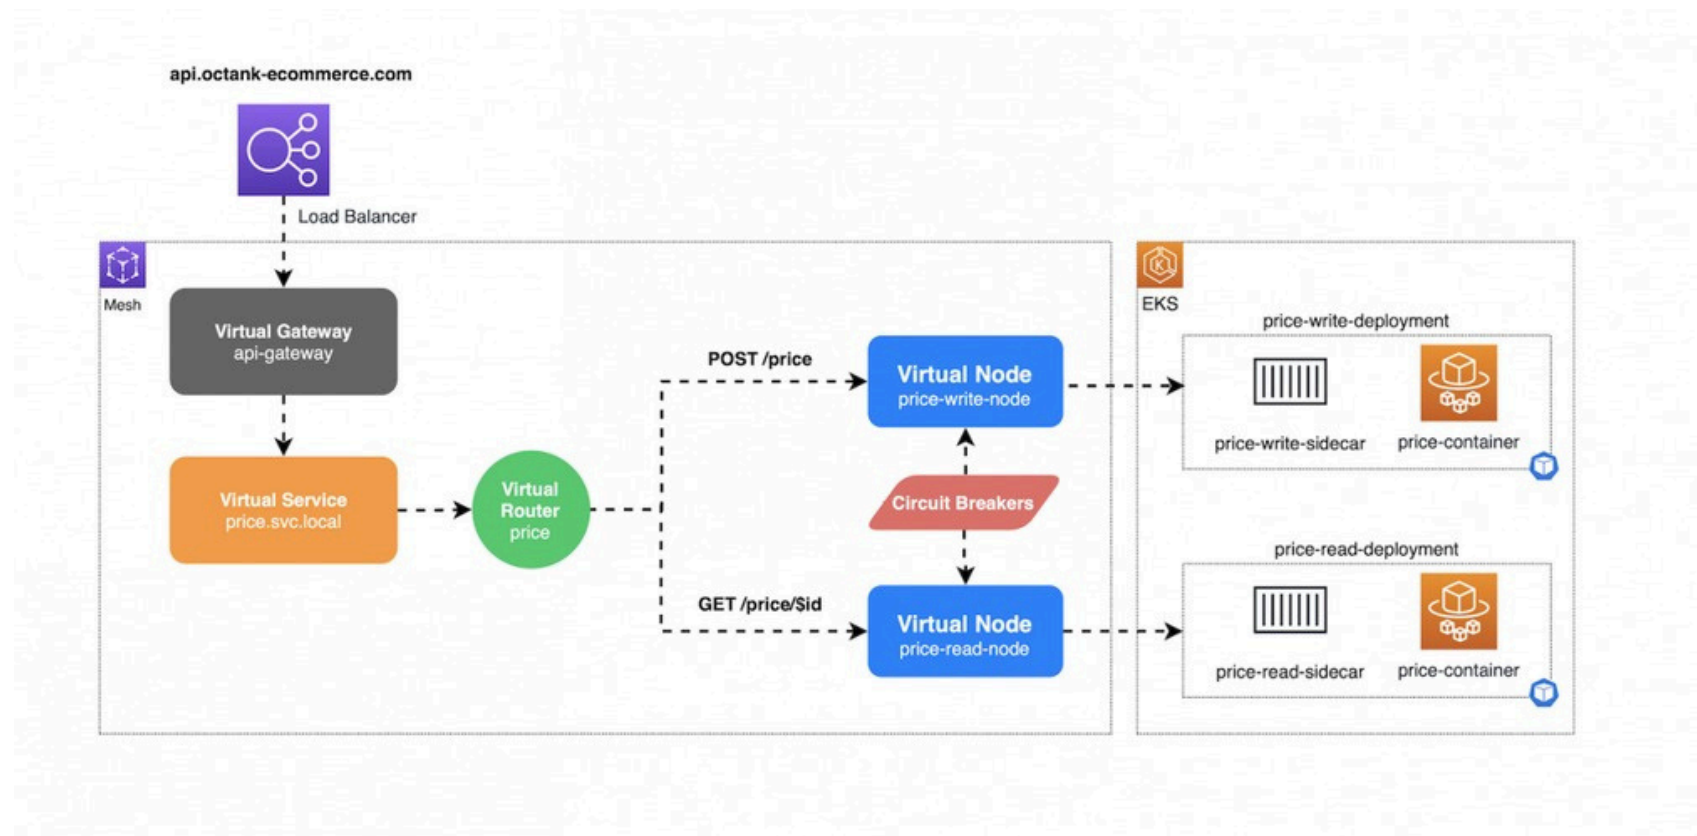 api.octank-ecommerce.com
Load Balancer
Mesh
Virtual Gateway
api-gateway
Virtual Service
price.svc.local
Virtual
Router
price
POST /price
GET /price/$id
Virtual Node
price-write-node
Circuit Breakers
Virtual Node
price-read-node
EKS
price-write-deployment
price-write-sidecar
price-container
price-read-deployment
price-read-sidecar
price-container